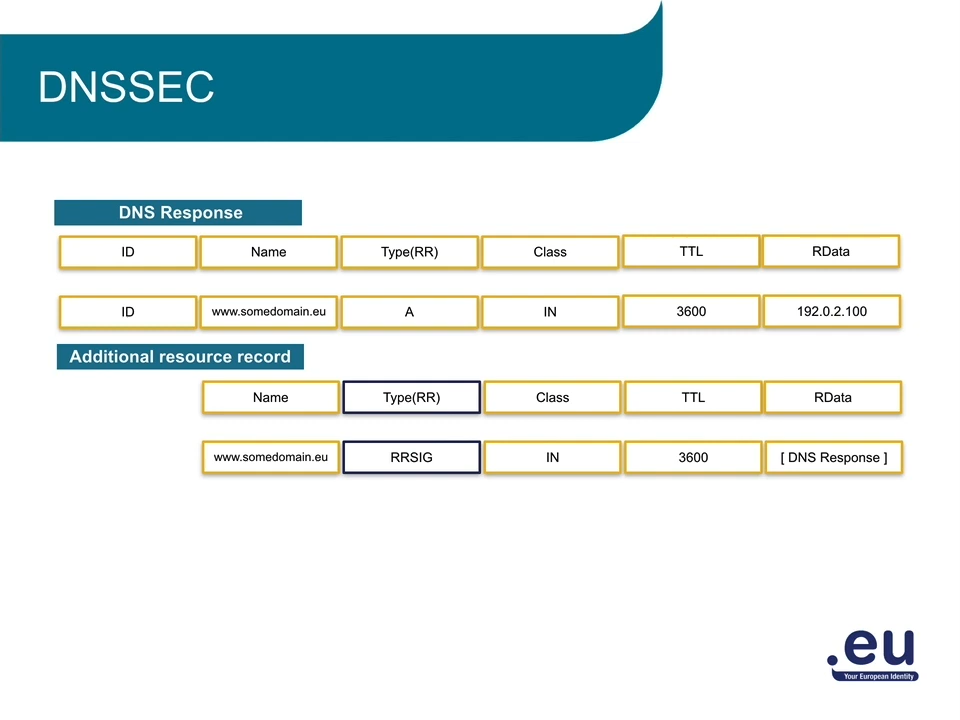 DNSSEC
DNS Response
ID Name Type(RR) Class TTL RData
ID www.somedomain.eu A IN 3600 192.0.2.100
Additional resource record
Name Type(RR) Class TTL RData
www.somedomain.eu RRSIG IN 3600 [ DNS Response ]
.eu
Your European Identity